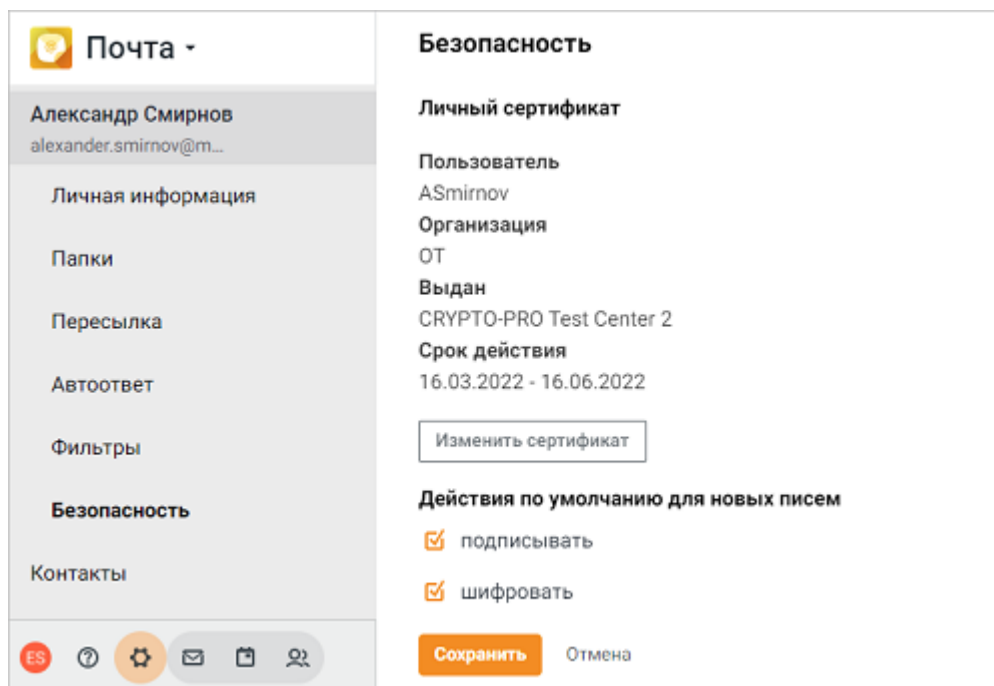 Почта
Александр Смирнов
alexander.smirnov@m...
Личная информация
Папки
Пересылка
Автоответ
Фильтры
Безопасность
Контакты
ES
Безопасность
Личный сертификат
Пользователь
ASmirnov
Организация
ОТ
Выдан
CRYPTO-PRO Test Center 2
Срок действия
16.03.2022 - 16.06.2022
Изменить сертификат
Действия по умолчанию для новых писем
подписывать
шифровать
Сохранить Отмена